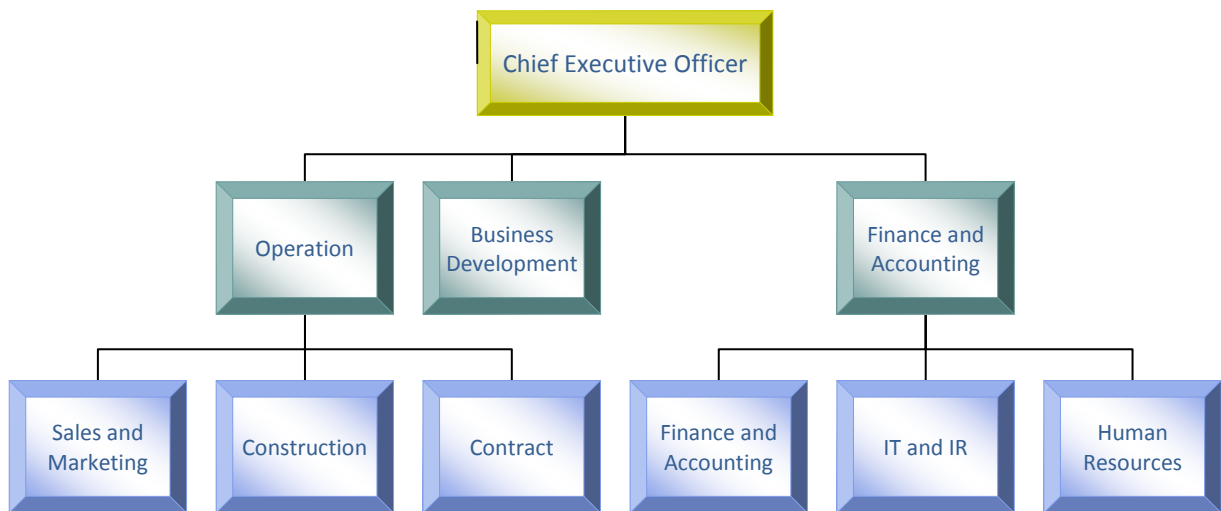 Chief Executive Officer
Operation
Business
Development
Finance and
Accounting
Sales and
Marketing
Construction
Contract
Finance and
Accounting
IT and IR
Human
Resources